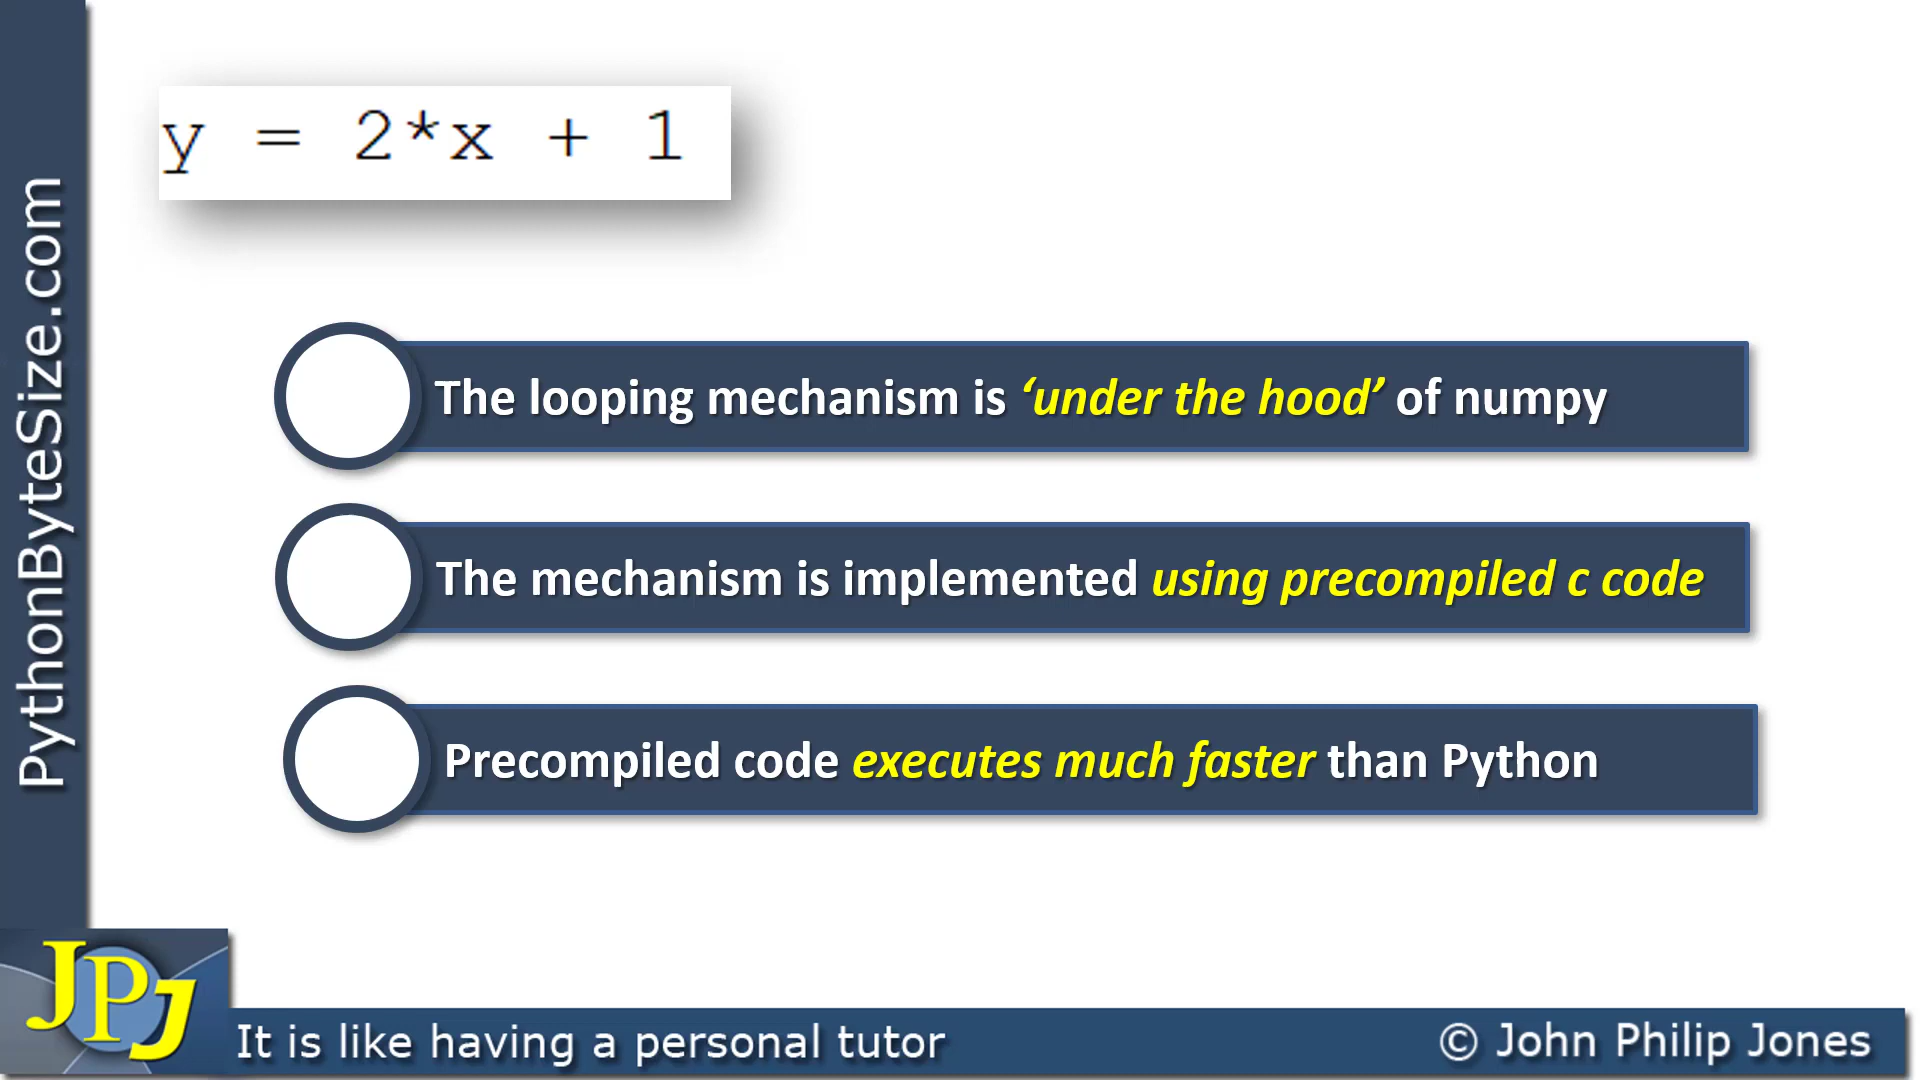 y = 2*x + 1
The looping mechanism is ‘under the hood’ of numpy
The mechanism is implemented using precompiled c code
Precompiled code executes much faster than Python
PythonByteSize.com
JPJ
It is like having a personal tutor
© John Philip Jones